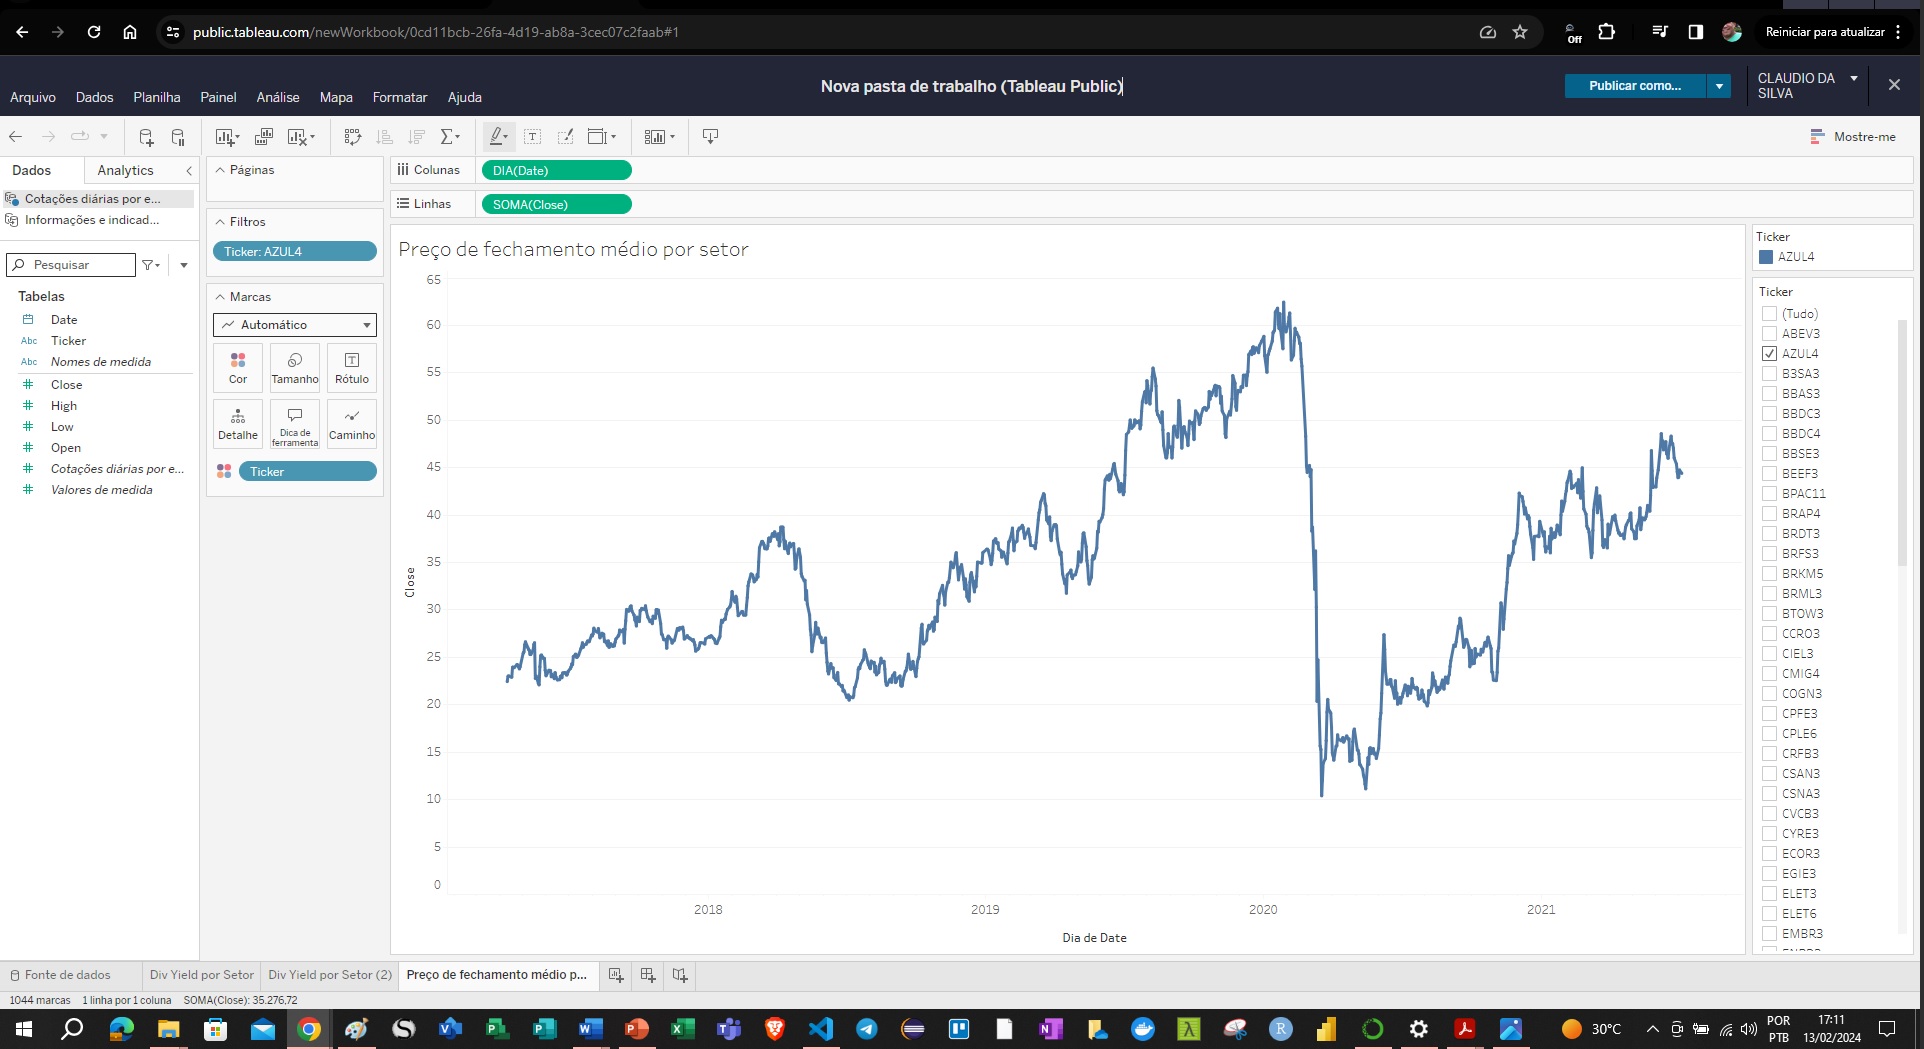 public.tableau.com/newWorkbook/0cd11bcb-26fa-4d19-ab8a-3cec07c2faab#1
Off
Reiniciar para atualizar
Nova pasta de trabalho (Tableau Public)
Publicar como...
CLAUDIO DA SILVA
Arquivo Dados Planilha Painel Análise Mapa Formatar Ajuda
Mostre-me
Dados
Analytics
Cotações diárias por e...
Informações e indicad...
Pesquisar
Tabelas
Date
Abc Ticker
Abc Nomes de medida
Close
High
Low
Open
Cotações diárias por e...
Valores de medida
Páginas
Filtros
Ticker: AZUL4
Marcas
Automático
Cor
Tamanho
Rótulo
Detalhe
Dica de ferramenta
Caminho
Ticker
Colunas
DIA(Date)
Linhas
SOMA(Close)
Preço de fechamento médio por setor
65
60
55
50
45
40
35
30
25
20
15
10
5
0
Close
2018
2019
2020
2021
Dia de Date
Ticker
AZUL4
Ticker
(Tudo)
ABEV3
AZUL4
B3SA3
BBAS3
BBDC3
BBDC4
BBSE3
BEEF3
BPAC11
BRAP4
BRDT3
BRFS3
BRKM5
BRML3
BTOW3
CCRO3
CIEL3
CMIG4
COGN3
CPFE3
CPLE6
CRFB3
CSAN3
CSNA3
CVCB3
CYRE3
ECOR3
EGIE3
ELET3
ELET6
EMBR3
Fonte de dados
Div Yield por Setor
Div Yield por Setor (2)
Preço de fechamento médio p...
1044 marcas
1 linha por 1 coluna
SOMA(Close): 35.276,72
30°C
POR
PTB
17:11
13/02/2024